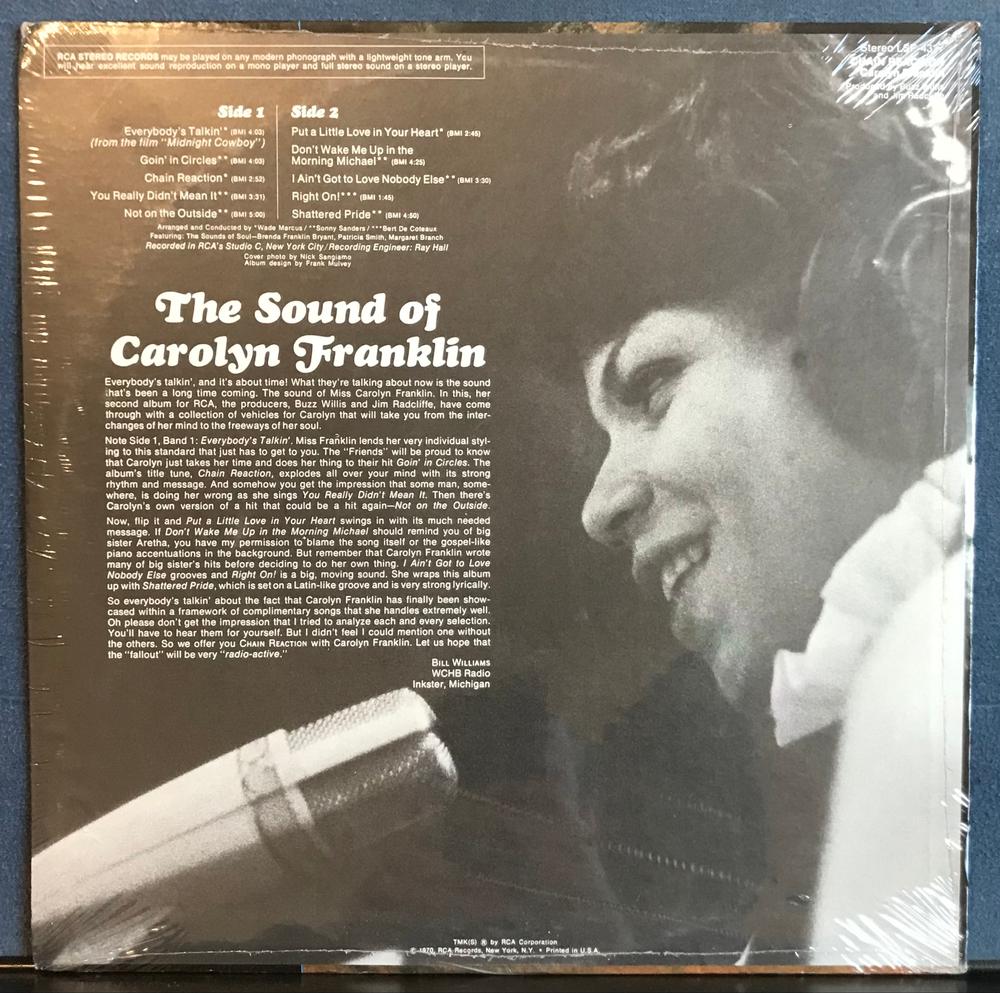 RCA STEREO RECORDS may be played on any modern phonograph with a lightweight tone arm. You
will hear excellent sound reproduction on a mono player and full stereo sound on a stereo player.
Stereo LSP
CHAIN REACTION
Carolyn Franklin
Produced by Buzz Willis
and Jim Radcliffe
Side 1
Everybody's Talkin'* (BMI 4:03)
(from the film "Midnight Cowboy")
Goin' in Circles** (BMI 4:03)
Chain Reaction* (BMI 2:52)
You Really Didn't Mean It** (BMI 3:31)
Not on the Outside** (BMI 5:00)
Side 2
Put a Little Love in Your Heart* (BMI 2:45)
Don't Wake Me Up in the
Morning Michael** (BMI 4:25)
I Ain't Got to Love Nobody Else** (BMI 3:30)
Right On!*** (BMI 1:45)
Shattered Pride** (BMI 4:50)
Arranged and Conducted by *Wade Marcus / **Sonny Sanders / ***Bert De Coteaux
Featuring: The Sounds of Soul—Brenda Franklin Bryant, Patricia Smith, Margaret Branch
Recorded in RCA's Studio C, New York City/Recording Engineer: Ray Hall
Cover photo by Nick Sangiamo
Album design by Frank Mulvey
The Sound of
Carolyn Franklin
Everybody's talkin', and it's about time! What they're talking about now is the sound
that's been a long time coming. The sound of Miss Carolyn Franklin. In this, her
second album for RCA, the producers, Buzz Willis and Jim Radcliffe, have come
through with a collection of vehicles for Carolyn that will take you from the inter-
changes of her mind to the freeways of her soul.
Note Side 1, Band 1: Everybody's Talkin'. Miss Franklin lends her very individual styl-
ing to this standard that just has to get to you. The "Friends" will be proud to know
that Carolyn just takes her time and does her thing to their hit Goin' in Circles. The
album's title tune, Chain Reaction, explodes all over your mind with its strong
rhythm and message. And somehow you get the impression that some man, some-
where, is doing her wrong as she sings You Really Didn't Mean It. Then there's
Carolyn's own version of a hit that could be a hit again—Not on the Outside.
Now, flip it and Put a Little Love in Your Heart swings in with its much needed
message. If Don't Wake Me Up in the Morning Michael should remind you of big
sister Aretha, you have my permission to blame the song itself or the gospel-like
piano accentuations in the background. But remember that Carolyn Franklin wrote
many of big sister's hits before deciding to do her own thing. I Ain't Got to Love
Nobody Else grooves and Right On! is a big, moving sound. She wraps this album
up with Shattered Pride, which is set on a Latin-like groove and is very strong lyrically.
So everybody's talkin' about the fact that Carolyn Franklin has finally been show-
cased within a framework of complimentary songs that she handles extremely well.
Oh please don't get the impression that I tried to analyze each and every selection.
You'll have to hear them for yourself. But I didn't feel I could mention one without
the others. So we offer you CHAIN REACTION with Carolyn Franklin. Let us hope that
the "fallout" will be very "radio-active."
BILL WILLIAMS
WCHB Radio
Inkster, Michigan
TMK(S) ® by RCA Corporation
© 1970, RCA Records, New York, N.Y. • Printed in U.S.A.